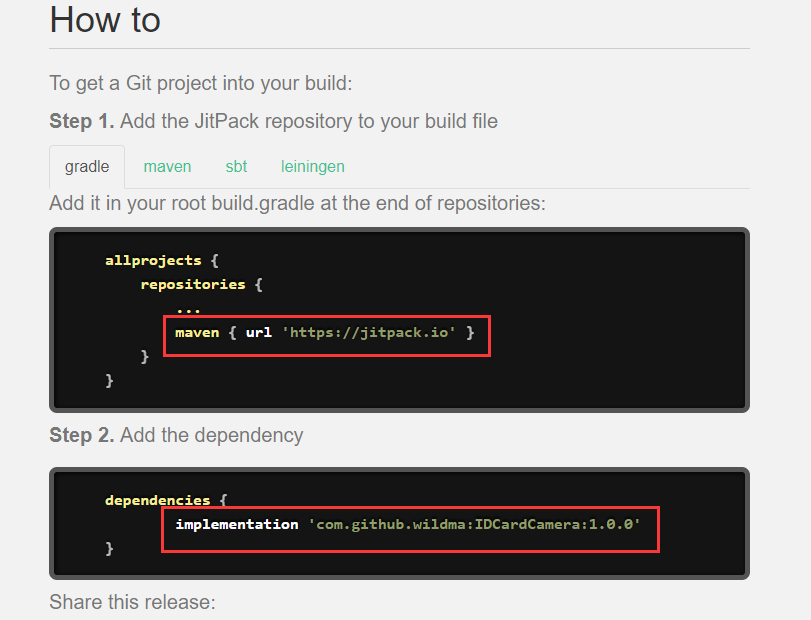 How to
To get a Git project into your build:
Step 1. Add the JitPack repository to your build file
gradle maven sbt leiningen
Add it in your root build.gradle at the end of repositories:
allprojects {
repositories {
...
maven { url 'https://jitpack.io' }
}
}
Step 2. Add the dependency
dependencies {
implementation 'com.github.wildma:IDCardCamera:1.0.0'
}
Share this release: